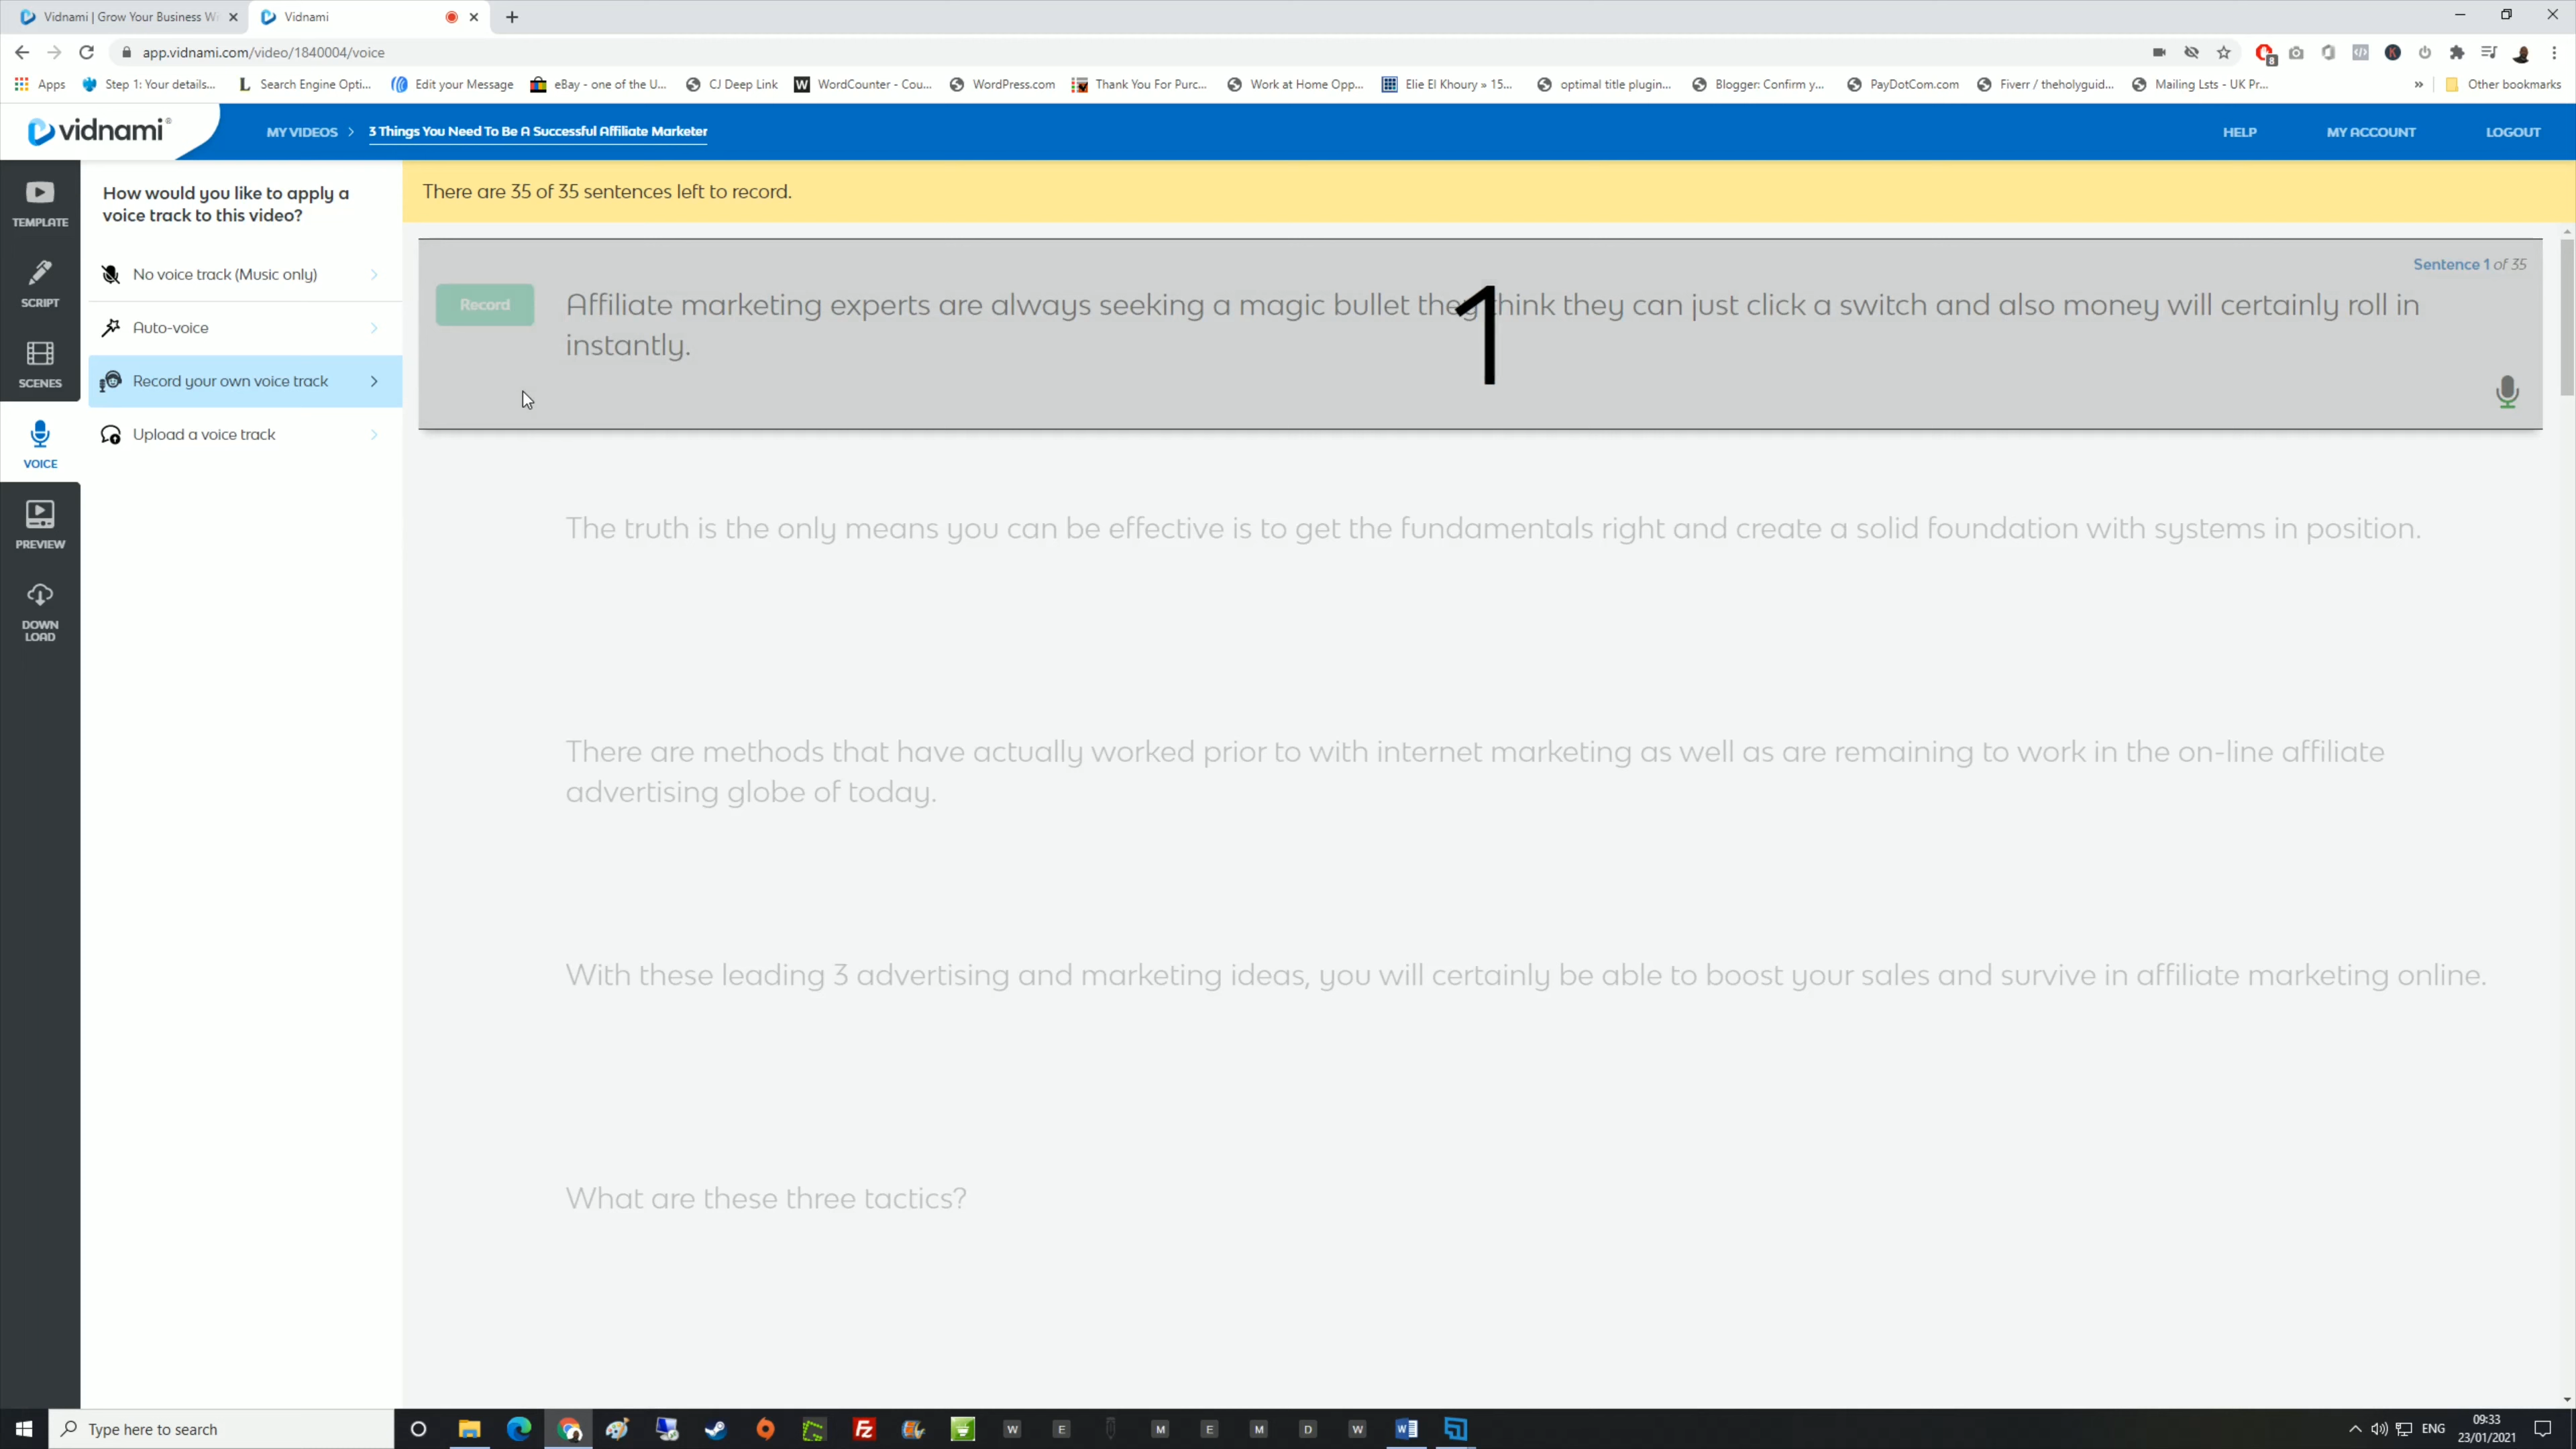 Vidnami | Grow Your Business Wi
Vidnami
app.vidnami.com/video/1840004/voice
8
Apps
Step 1: Your details...
Search Engine Opti...
Edit your Message
eBay - one of the U...
CJ Deep Link
WordCounter - Cou...
WordPress.com
Thank You For Purc...
Work at Home Opp...
Elie El Khoury » 15...
optimal title plugin...
Blogger: Confirm y...
PayDotCom.com
Fiverr / theholyguid...
Mailing Lsts - UK Pr...
»
Other bookmarks
vidnami®
MY VIDEOS >
3 Things You Need To Be A Successful Affiliate Marketer
HELP
MY ACCOUNT
LOGOUT
TEMPLATE
SCRIPT
SCENES
VOICE
PREVIEW
DOWN
LOAD
How would you like to apply a
voice track to this video?
No voice track (Music only)
Auto-voice
Record your own voice track
Upload a voice track
There are 35 of 35 sentences left to record.
Sentence 1 of 35
Record
Affiliate marketing experts are always seeking a magic bullet they think they can just click a switch and also money will certainly roll in
instantly.
1
The truth is the only means you can be effective is to get the fundamentals right and create a solid foundation with systems in position.
There are methods that have actually worked prior to with internet marketing as well as are remaining to work in the on-line affiliate
advertising globe of today.
With these leading 3 advertising and marketing ideas, you will certainly be able to boost your sales and survive in affiliate marketing online.
What are these three tactics?
Type here to search
W
E
M
E
M
D
W
ENG
09:33
23/01/2021